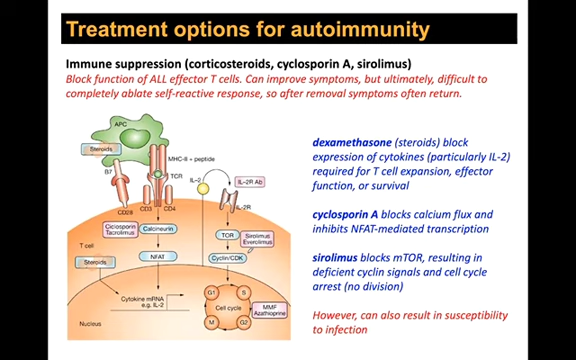 Treatment options for autoimmunity
Immune suppression (corticosteroids, cyclosporin A, sirolimus)
Block function of ALL effector T cells. Can improve symptoms, but ultimately, difficult to
completely ablate self-reactive response, so after removal symptoms often return.
APC
Steroids
MHC-II + peptide
B7
TCR
IL-2
IL-2R Ab
CD28
CD3
CD4
IL-2R
Ciclosporin
Tacrolimus
Calcineurin
TOR
Sirolimus
Everolimus
T cell
NFAT
Cyclin/CDK
Steroids
Cytokine mRNA
e.g. IL-2
G1
S
Cell cycle
M
G2
MMF
Azathioprine
Nucleus
dexamethasone (steroids) block
expression of cytokines (particularly IL-2)
required for T cell expansion, effector
function, or survival
cyclosporin A blocks calcium flux and
inhibits NFAT-mediated transcription
sirolimus blocks mTOR, resulting in
deficient cyclin signals and cell cycle
arrest (no division)
However, can also result in susceptibility
to infection